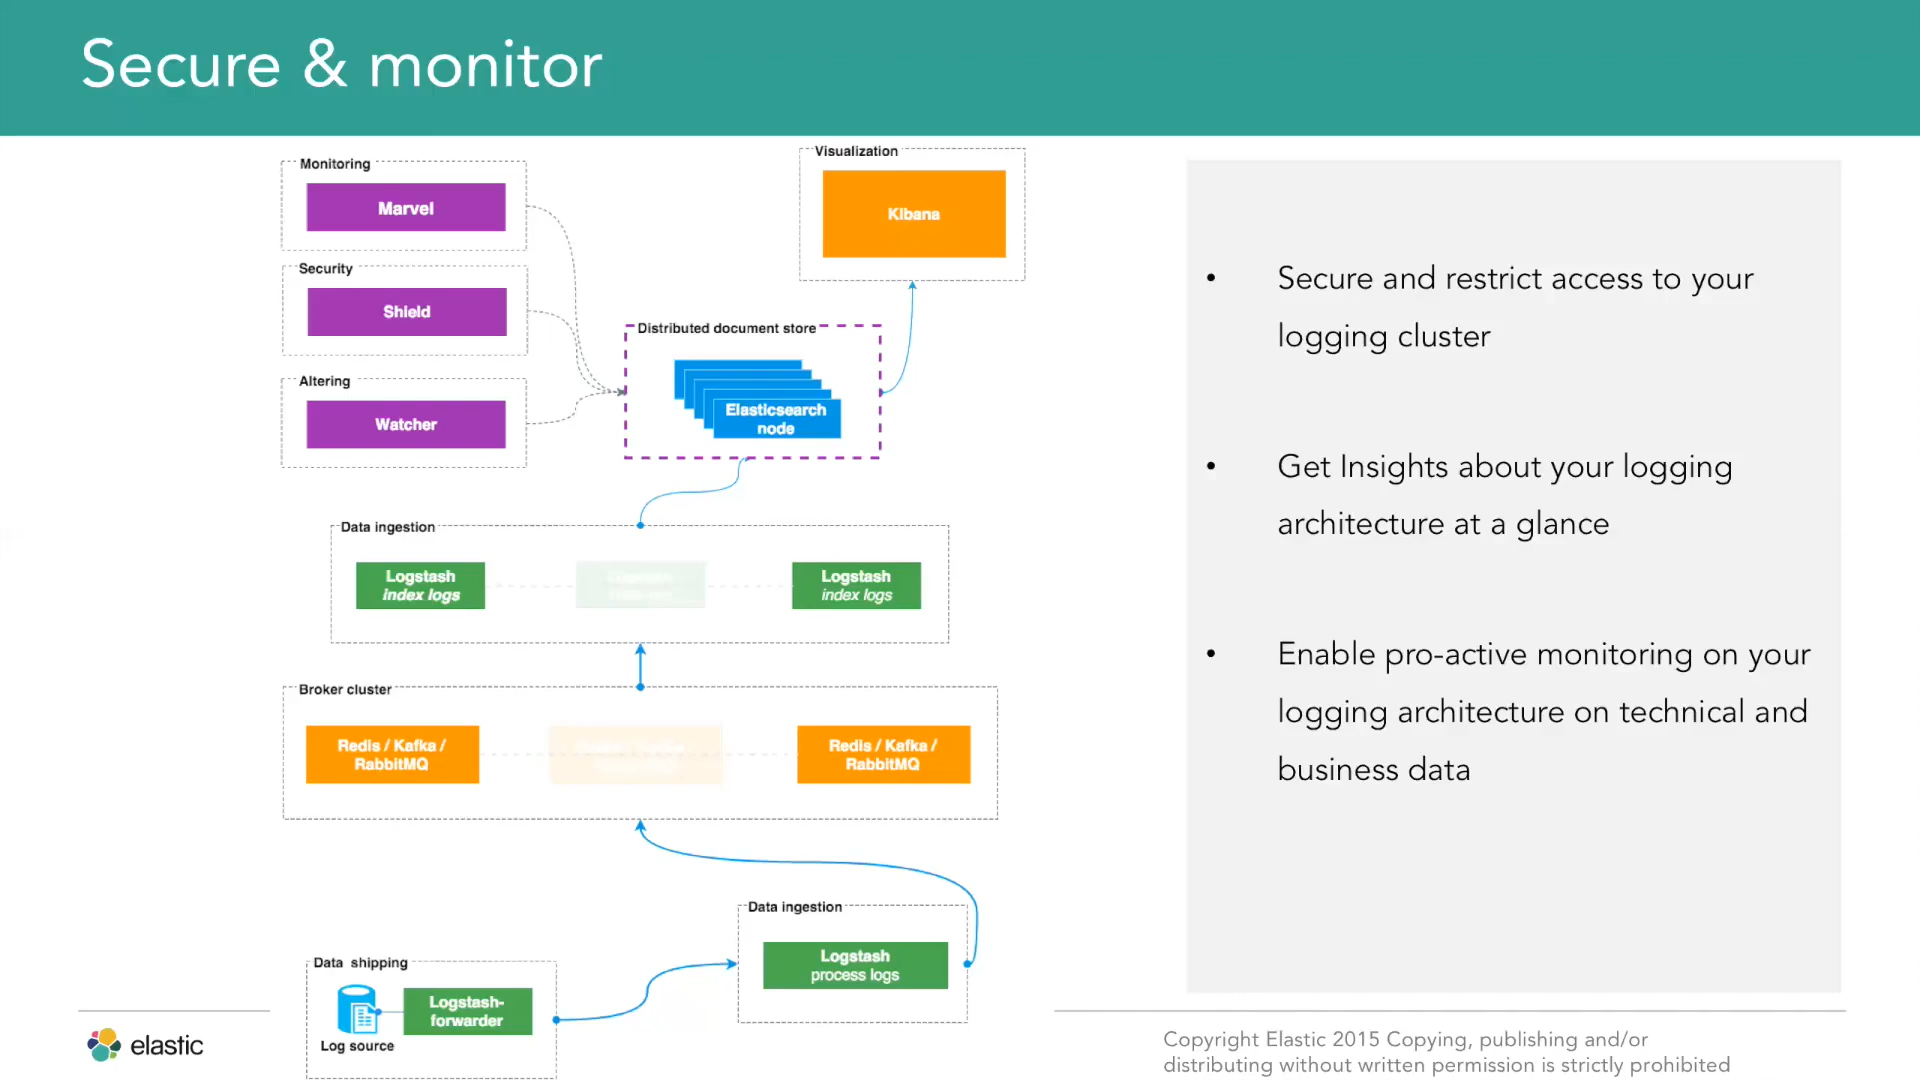 Secure & monitor
Monitoring
Marvel
Security
Shield
Altering
Watcher
Visualization
Kibana
Distributed document store
Elasticsearch
node
Data ingestion
Logstash
index logs
Logstash
index logs
Broker cluster
Redis / Kafka /
RabbitMQ
Redis / Kafka /
RabbitMQ
Data ingestion
Logstash
process logs
Data shipping
Logstash-
forwarder
Log source
• Secure and restrict access to your
logging cluster
• Get Insights about your logging
architecture at a glance
• Enable pro-active monitoring on your
logging architecture on technical and
business data
elastic
Copyright Elastic 2015 Copying, publishing and/or
distributing without written permission is strictly prohibited